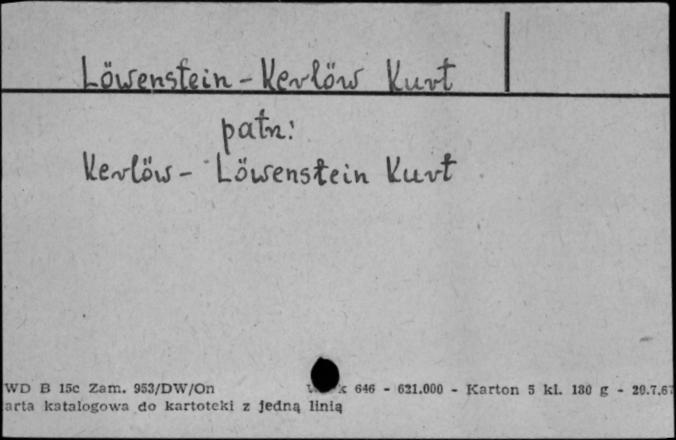 Löwenstein - Kerlöw Kurt
patrz:
Kerlöw - Löwenstein Kurt
WD B 15c Zam. 953/DW/On 646 - 621.000 - Karton 5 kl. 180 g - 29.7.67
arta katalogowa do kartoteki z jedną linią